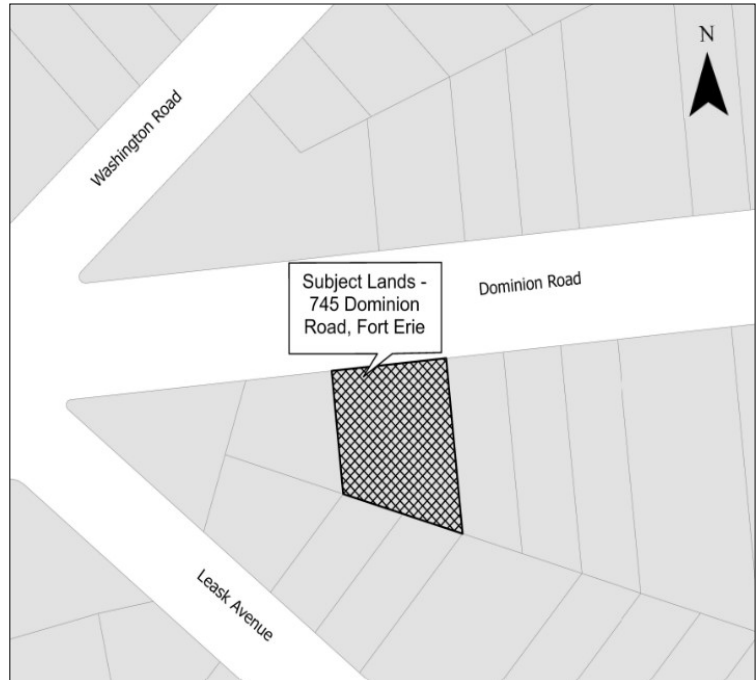 N
Washington Road
Subject Lands -
745 Dominion
Road, Fort Erie
Dominion Road
Leask Avenue